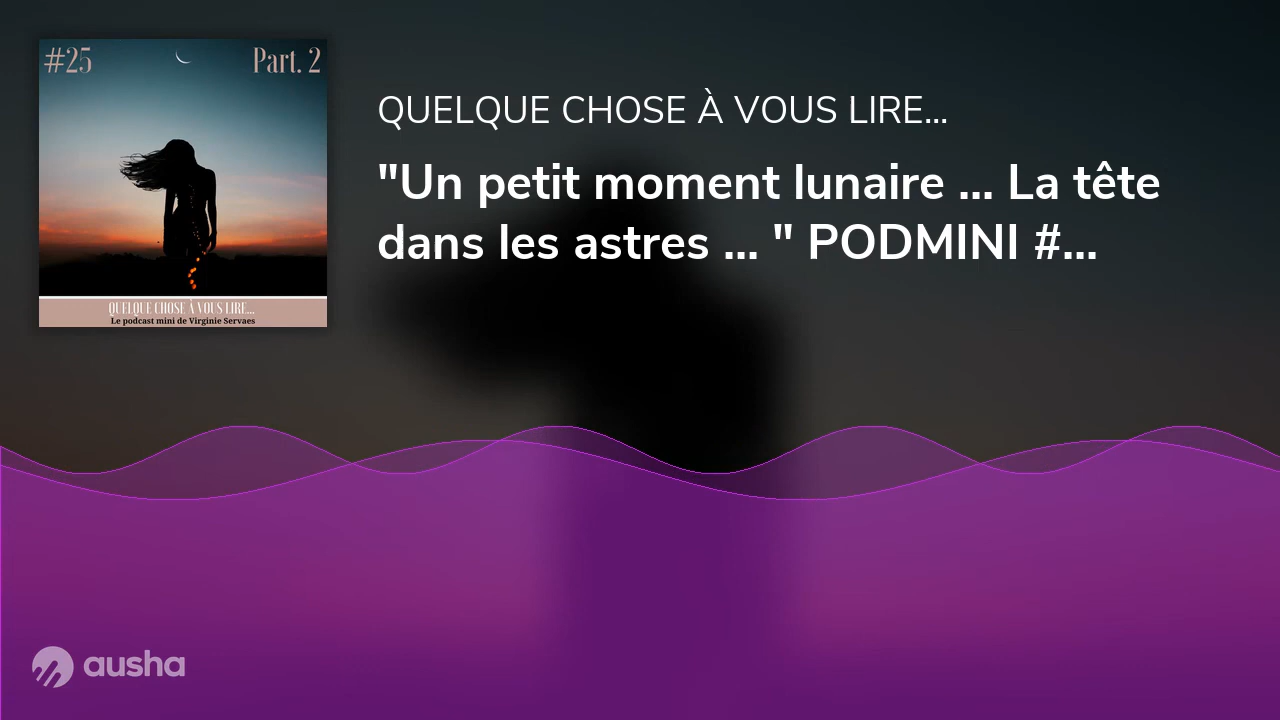 #25
Part. 2
QUELQUE CHOSE À VOUS LIRE...
Le podcast mini de Virginie Servaes
QUELQUE CHOSE À VOUS LIRE...
"Un petit moment lunaire ... La tête
dans les astres ... " PODMINI #...
ausha